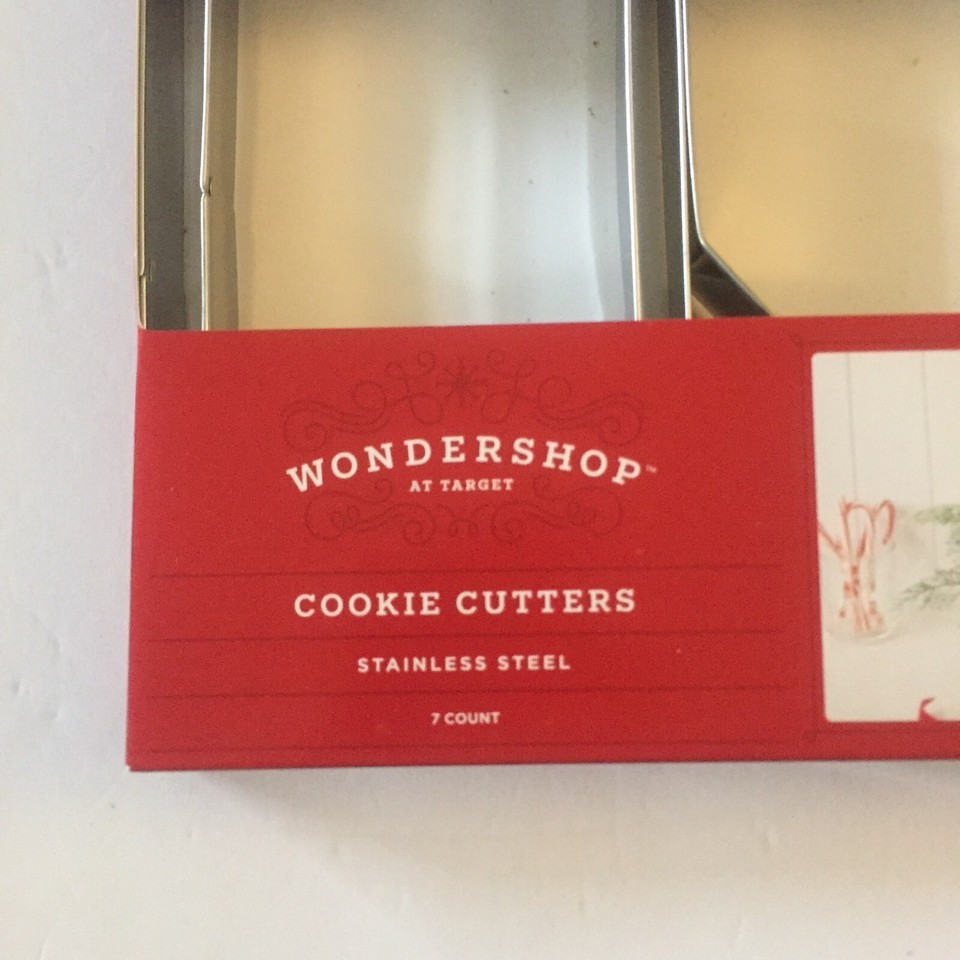 WONDERSHOP™
AT TARGET
COOKIE CUTTERS
STAINLESS STEEL
7 COUNT